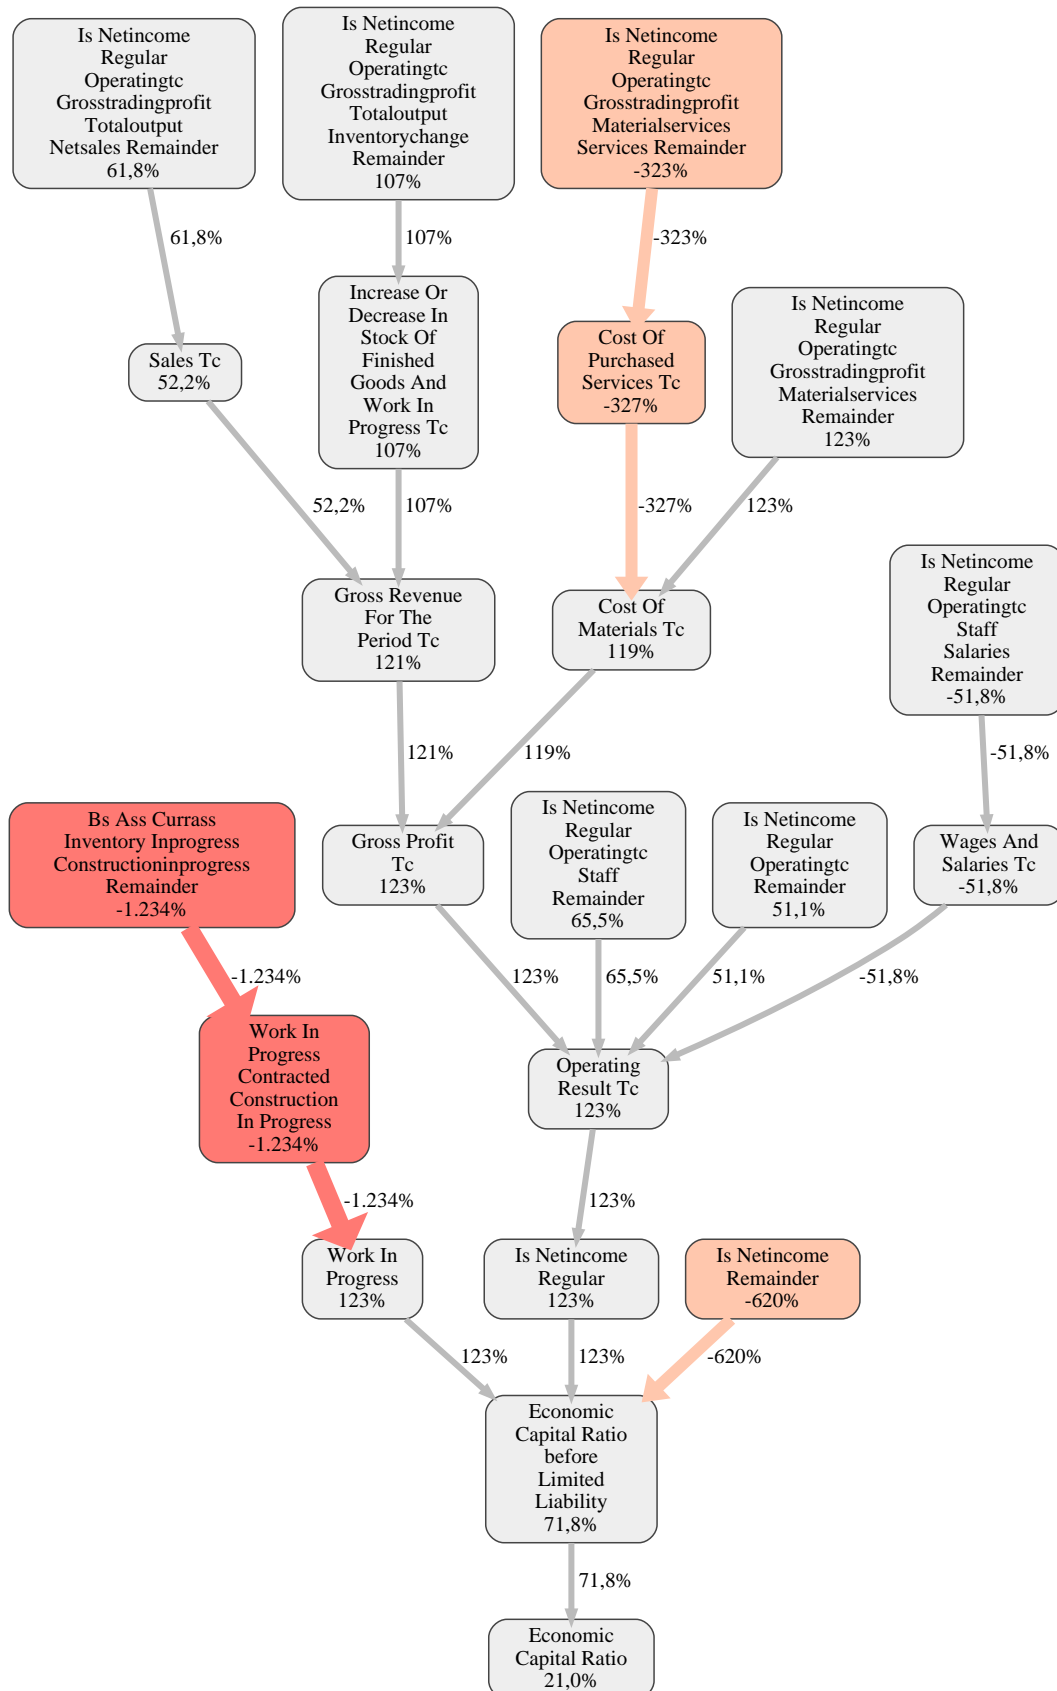 Is Netincome
Regular
Operatingtc
Grosstradingprofit
Totaloutput
Netsales Remainder
61,8%
Is Netincome
Regular
Operatingtc
Grosstradingprofit
Totaloutput
Inventorychange
Remainder
107%
Is Netincome
Regular
Operatingtc
Grosstradingprofit
Materialservices
Services Remainder
-323%
61,8%
107%
-323%
Sales Tc
52,2%
Increase Or
Decrease In
Stock Of
Finished
Goods And
Work In
Progress Tc
107%
Cost Of
Purchased
Services Tc
-327%
Is Netincome
Regular
Operatingtc
Grosstradingprofit
Materialservices
Remainder
123%
52,2%
107%
-327%
123%
Gross Revenue
For The
Period Tc
121%
Cost Of
Materials Tc
119%
Is Netincome
Regular
Operatingtc
Staff
Salaries
Remainder
-51,8%
121%
119%
-51,8%
Bs Ass Currass
Inventory Inprogress
Constructioninprogress
Remainder
-1.234%
Gross Profit
Tc
123%
Is Netincome
Regular
Operatingtc
Staff
Remainder
65,5%
Is Netincome
Regular
Operatingtc
Remainder
51,1%
Wages And
Salaries Tc
-51,8%
-1.234%
123%
65,5%
51,1%
-51,8%
Work In
Progress
Contracted
Construction
In Progress
-1.234%
Operating
Result Tc
123%
-1.234%
123%
Work In
Progress
123%
Is Netincome
Regular
123%
Is Netincome
Remainder
-620%
123%
123%
-620%
Economic
Capital Ratio
before
Limited
Liability
71,8%
71,8%
Economic
Capital Ratio
21,0%